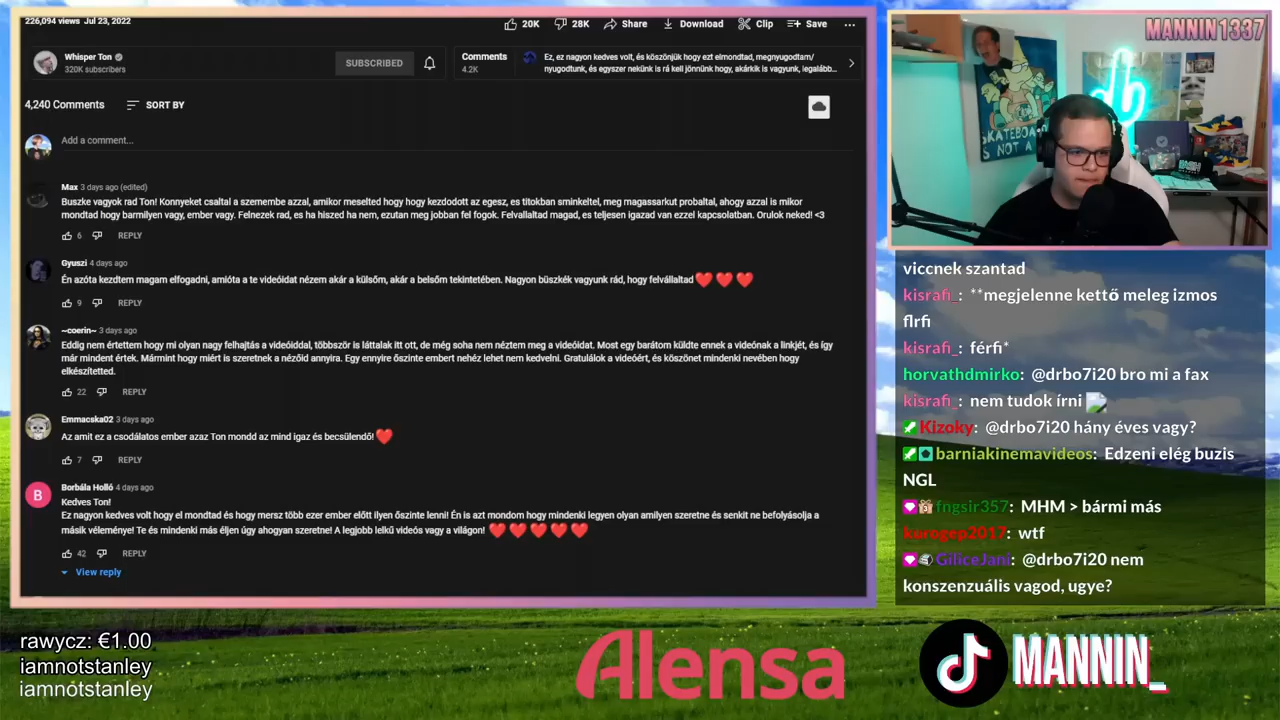 226,094 views Jul 23, 2022
20K
28K
Share
Download
Clip
Save
Whisper Ton
320K subscribers
SUBSCRIBED
Comments
4.2K
Ez, ez nagyon kedves volt, és köszönjük hogy ezt elmondtad, megnyugodtam/
nyugodtunk, és egyszer nekünk is rá kell jönnünk hogy, akárkik is vagyunk, legalább...
4,240 Comments
SORT BY
Add a comment...
Max 3 days ago (edited)
Buszke vagyok rad Ton! Konnyeket csaltal a szemembe azzal, amikor meselted hogy hogy kezdodott az egesz, es titokban sminkeltel, meg magassarkut probaltal, ahogy azzal is mikor
mondtad hogy barmilyen vagy, ember vagy. Felnezek rad, es ha hiszed ha nem, ezutan meg jobban fel fogok. Felvallaltad magad, es teljesen igazad van ezzel kapcsolatban. Orulok neked! <3
6
REPLY
Gyuszi 4 days ago
Én azóta kezdtem magam elfogadni, amióta a te videóidat nézem akár a külsőm, akár a belsőm tekintetében. Nagyon büszkék vagyunk rád, hogy felvállaltad❤️❤️❤️
9
REPLY
~coerin~ 3 days ago
Eddig nem értettem hogy mi olyan nagy felhajtás a videóiddal, többször is láttalak itt ott, de még soha nem néztem meg a videóidat. Most egy barátom küldte ennek a videónak a linkjét, és így
már mindent értek. Mármint hogy miért is szeretnek a nézőid annyira. Egy ennyire őszinte embert nehéz lehet nem kedvelni. Gratulálok a videóért, és köszönet mindenki nevében hogy
elkészítetted.
22
REPLY
Emmacska02 3 days ago
Az amit ez a csodálatos ember azaz Ton mondd az mind igaz és becsülendő!❤️
7
REPLY
B
Borbála Holló 4 days ago
Kedves Ton!
Ez nagyon kedves volt hogy el mondtad és hogy mersz több ezer ember előtt ilyen őszinte lenni! Én is azt mondom hogy mindenki legyen olyan amilyen szeretne és senkit ne befolyásolja a
másik véleménye! Te és mindenki más éljen úgy ahogyan szeretne! A legjobb lelkű videós vagy a világon! ❤️❤️❤️❤️❤️
42
REPLY
View reply
MANNIN1337
SKATEBOA
IS NOT A
viccnek szantad
kisrafi_: **megjelenne kettő meleg izmos
flrfi
kisrafi_: férfi*
horvathdmirko: @drbo7i20 bro mi a fax
kisrafi_: nem tudok írni
Kizoky: @drbo7i20 hány éves vagy?
barniakinemavideos: Edzeni elég buzis
NGL
fngsir357: MHM > bármi más
kurogep2017: wtf
GiliceJani: @drbo7i20 nem
konszenzuális vagod, ugye?
rawycz: €1.00
iamnotstanley
iamnotstanley
Alensa
MANNIN_